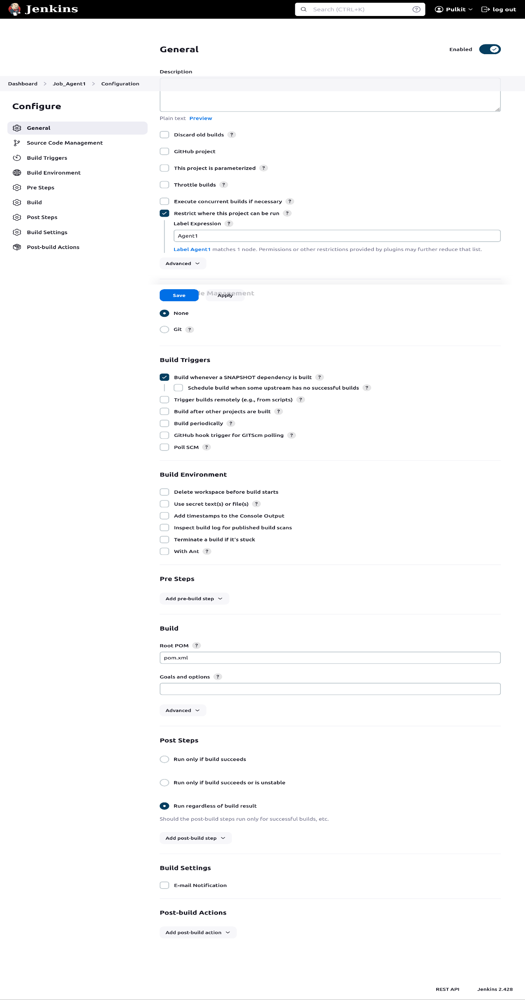 Jenkins
Search (CTRL+K)
?
Pulkit
log out
General
Enabled
Description
Dashboard > Job_Agent1 > Configuration
Configure
Plain text Preview
General
Source Code Management
Build Triggers
Build Environment
Pre Steps
Build
Post Steps
Build Settings
Post-build Actions
Discard old builds ?
GitHub project
This project is parameterized ?
Throttle builds ?
Execute concurrent builds if necessary ?
Restrict where this project can be run ?
Label Expression ?
Agent1
Label Agent1 matches 1 node. Permissions or other restrictions provided by plugins may further reduce that list.
Advanced
Management
Save
Apply
None
Git ?
Build Triggers
Build whenever a SNAPSHOT dependency is built ?
Schedule build when some upstream has no successful builds ?
Trigger builds remotely (e.g., from scripts) ?
Build after other projects are built ?
Build periodically ?
GitHub hook trigger for GITScm polling ?
Poll SCM ?
Build Environment
Delete workspace before build starts
Use secret text(s) or file(s) ?
Add timestamps to the Console Output
Inspect build log for published build scans
Terminate a build if it's stuck
With Ant ?
Pre Steps
Add pre-build step
Build
Root POM ?
pom.xml
Goals and options ?
Advanced
Post Steps
Run only if build succeeds
Run only if build succeeds or is unstable
Run regardless of build result
Should the post-build steps run only for successful builds, etc.
Add post-build step
Build Settings
E-mail Notification
Post-build Actions
Add post-build action
REST API
Jenkins 2.428